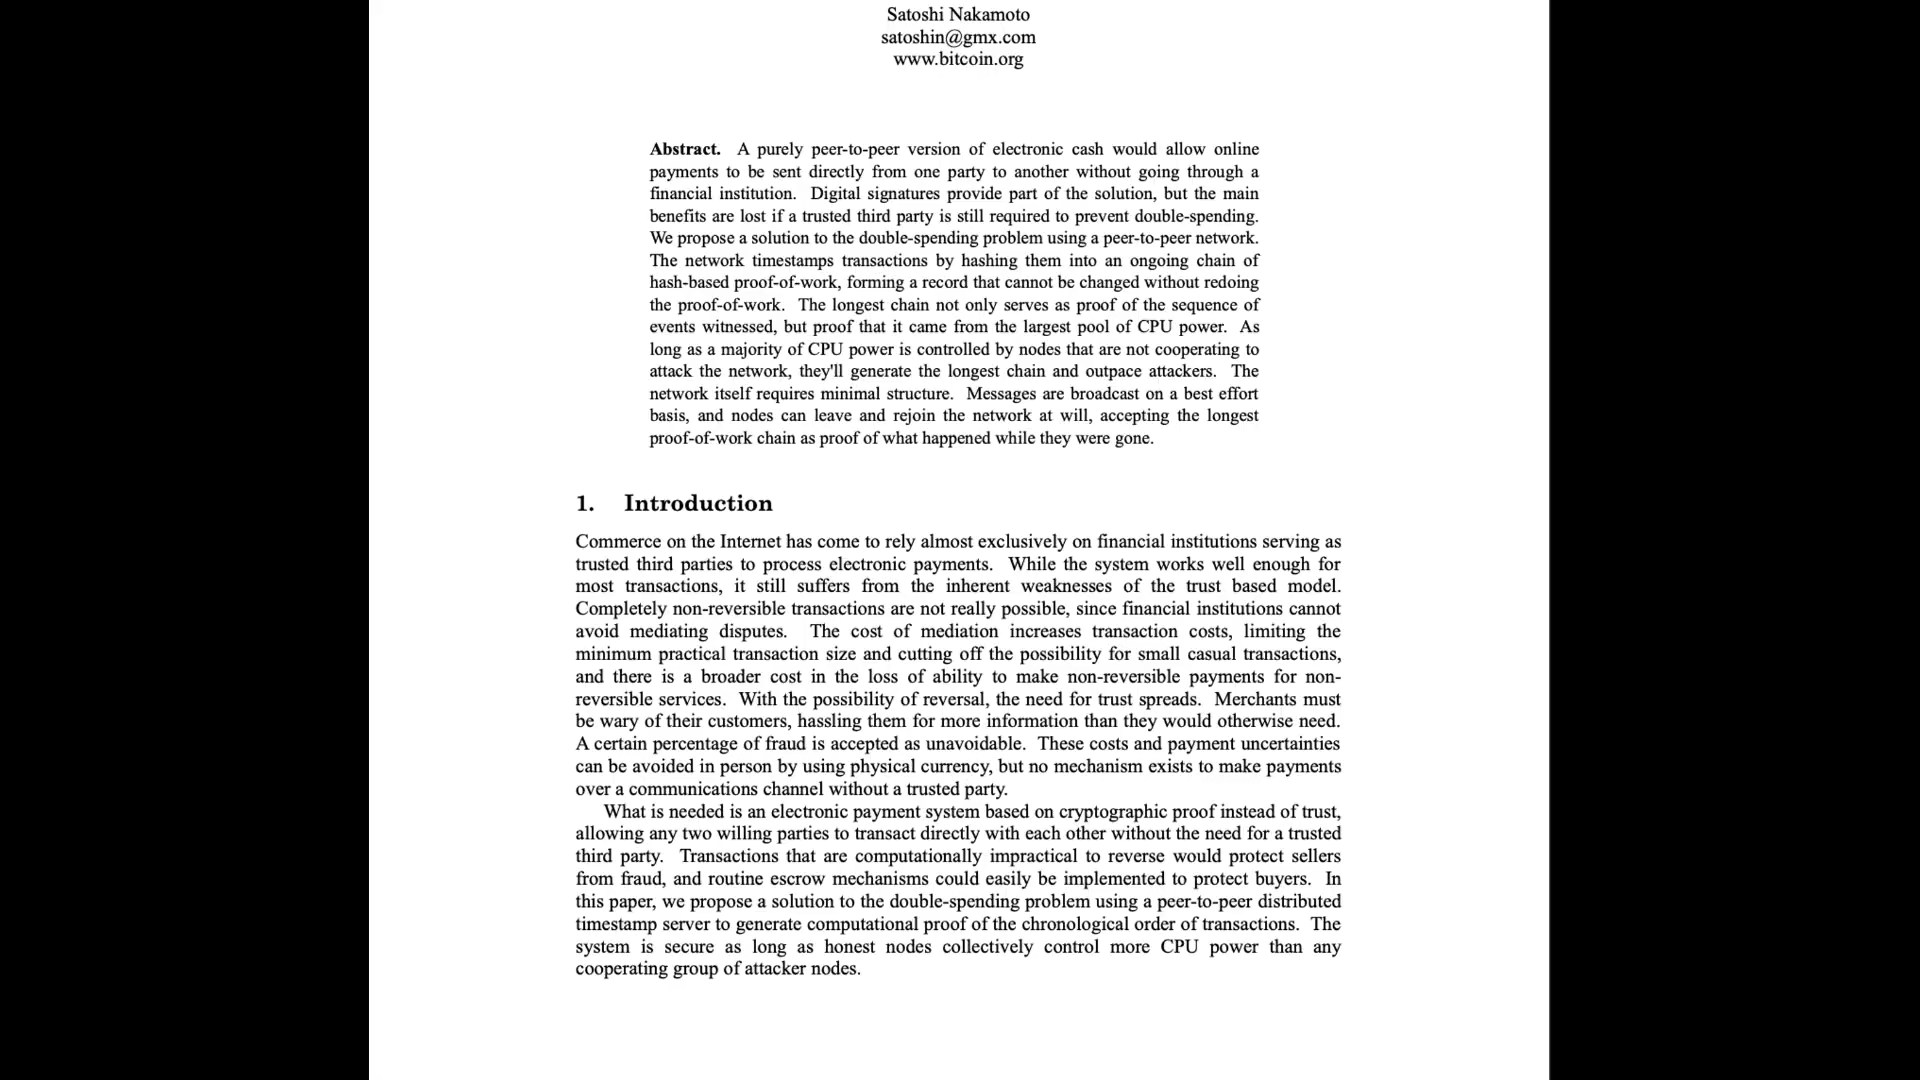 Satoshi Nakamoto
satoshin@gmx.com
www.bitcoin.org
Abstract. A purely peer-to-peer version of electronic cash would allow online
payments to be sent directly from one party to another without going through a
financial institution. Digital signatures provide part of the solution, but the main
benefits are lost if a trusted third party is still required to prevent double-spending.
We propose a solution to the double-spending problem using a peer-to-peer network.
The network timestamps transactions by hashing them into an ongoing chain of
hash-based proof-of-work, forming a record that cannot be changed without redoing
the proof-of-work. The longest chain not only serves as proof of the sequence of
events witnessed, but proof that it came from the largest pool of CPU power. As
long as a majority of CPU power is controlled by nodes that are not cooperating to
attack the network, they'll generate the longest chain and outpace attackers. The
network itself requires minimal structure. Messages are broadcast on a best effort
basis, and nodes can leave and rejoin the network at will, accepting the longest
proof-of-work chain as proof of what happened while they were gone.
1. Introduction
Commerce on the Internet has come to rely almost exclusively on financial institutions serving as
trusted third parties to process electronic payments. While the system works well enough for
most transactions, it still suffers from the inherent weaknesses of the trust based model.
Completely non-reversible transactions are not really possible, since financial institutions cannot
avoid mediating disputes. The cost of mediation increases transaction costs, limiting the
minimum practical transaction size and cutting off the possibility for small casual transactions,
and there is a broader cost in the loss of ability to make non-reversible payments for non-
reversible services. With the possibility of reversal, the need for trust spreads. Merchants must
be wary of their customers, hassling them for more information than they would otherwise need.
A certain percentage of fraud is accepted as unavoidable. These costs and payment uncertainties
can be avoided in person by using physical currency, but no mechanism exists to make payments
over a communications channel without a trusted party.
What is needed is an electronic payment system based on cryptographic proof instead of trust,
allowing any two willing parties to transact directly with each other without the need for a trusted
third party. Transactions that are computationally impractical to reverse would protect sellers
from fraud, and routine escrow mechanisms could easily be implemented to protect buyers. In
this paper, we propose a solution to the double-spending problem using a peer-to-peer distributed
timestamp server to generate computational proof of the chronological order of transactions. The
system is secure as long as honest nodes collectively control more CPU power than any
cooperating group of attacker nodes.